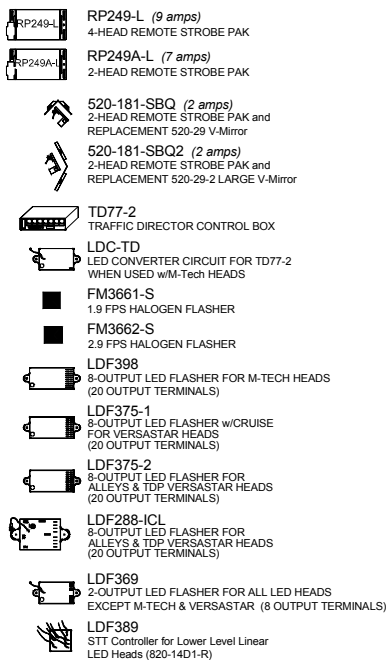 RP249-L
RP249-L (9 amps)
4-HEAD REMOTE STROBE PAK
RP249A-L
RP249A-L (7 amps)
2-HEAD REMOTE STROBE PAK
520-181-SBQ (2 amps)
2-HEAD REMOTE STROBE PAK and
REPLACEMENT 520-29 V-Mirror
520-181-SBQ2 (2 amps)
2-HEAD REMOTE STROBE PAK and
REPLACEMENT 520-29-2 LARGE V-Mirror
TD77-2
TRAFFIC DIRECTOR CONTROL BOX
LDC-TD
LED CONVERTER CIRCUIT FOR TD77-2
WHEN USED w/M-Tech HEADS
FM3661-S
1.9 FPS HALOGEN FLASHER
FM3662-S
2.9 FPS HALOGEN FLASHER
LDF398
8-OUTPUT LED FLASHER FOR M-TECH HEADS
(20 OUTPUT TERMINALS)
LDF375-1
8-OUTPUT LED FLASHER w/CRUISE
FOR VERSASTAR HEADS
(20 OUTPUT TERMINALS)
LDF375-2
8-OUTPUT LED FLASHER FOR
ALLEYS & TDP VERSASTAR HEADS
(20 OUTPUT TERMINALS)
LDF288-ICL
8-OUTPUT LED FLASHER FOR
ALLEYS & TDP VERSASTAR HEADS
(20 OUTPUT TERMINALS)
LDF369
2-OUTPUT LED FLASHER FOR ALL LED HEADS
EXCEPT M-TECH & VERSASTAR (8 OUTPUT TERMINALS)
LDF389
STT Controller for Lower Level Linear
LED Heads (820-14D1-R)